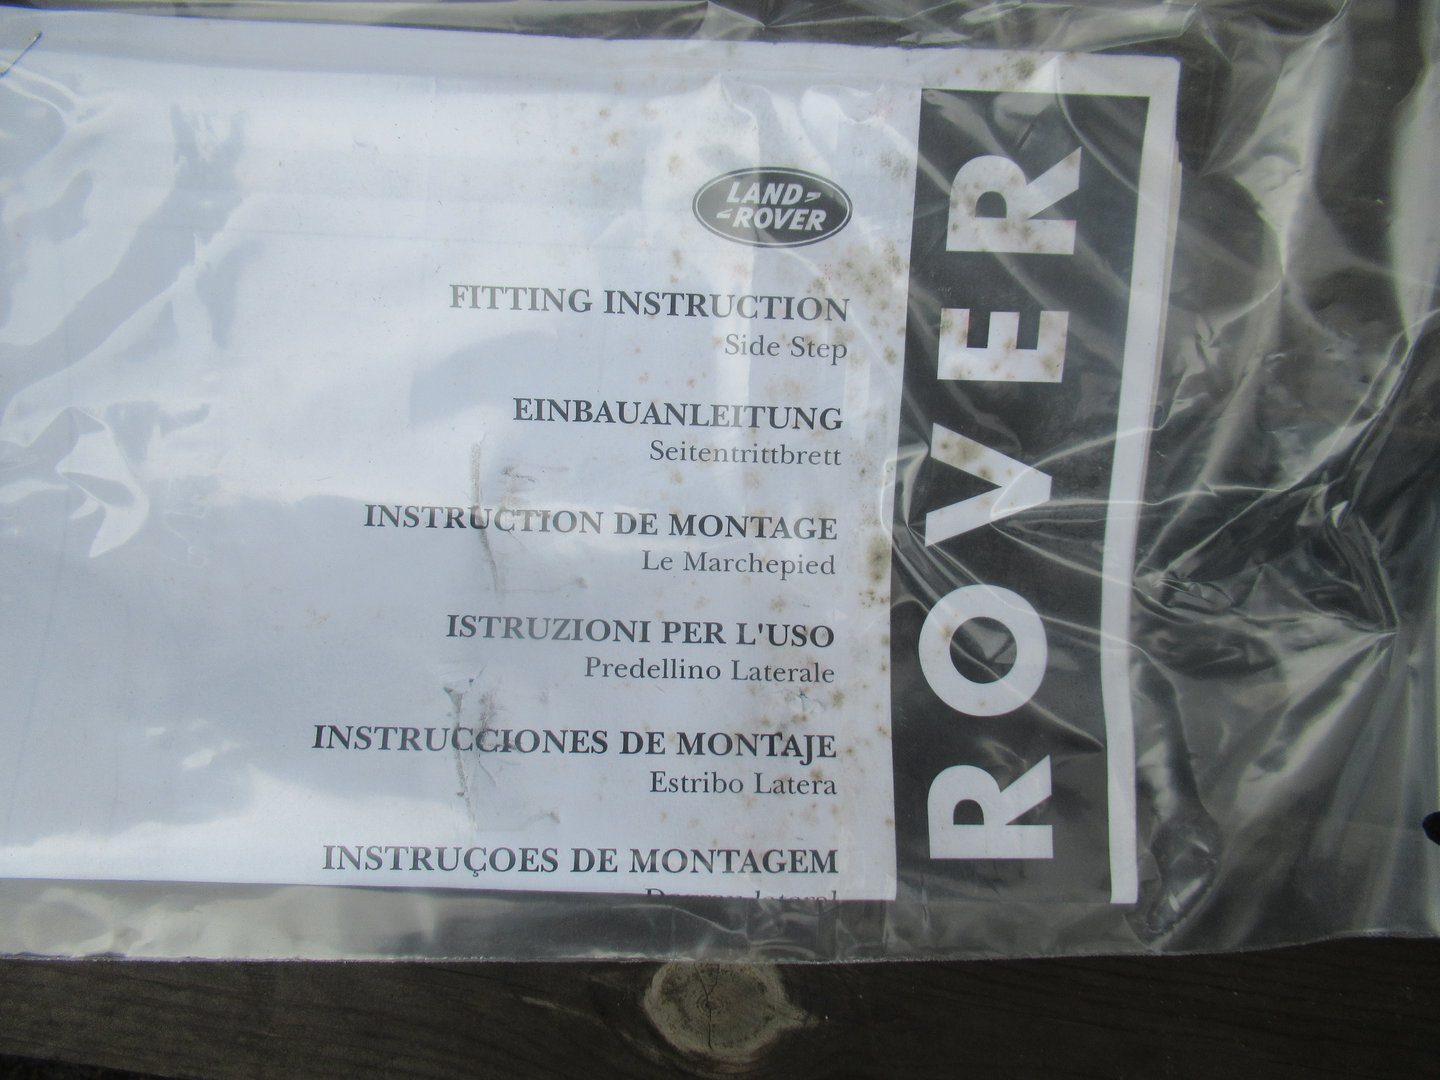 LAND
ROVER
FITTING INSTRUCTION
Side Step
EINBAUANLEITUNG
Seitentrittbrett
INSTRUCTION DE MONTAGE
Le Marchepied
ISTRUZIONI PER L'USO
Predellino Laterale
INSTRUCCIONES DE MONTAJE
Estribo Latera
INSTRUÇOES DE MONTAGEM
lateral
ROVER